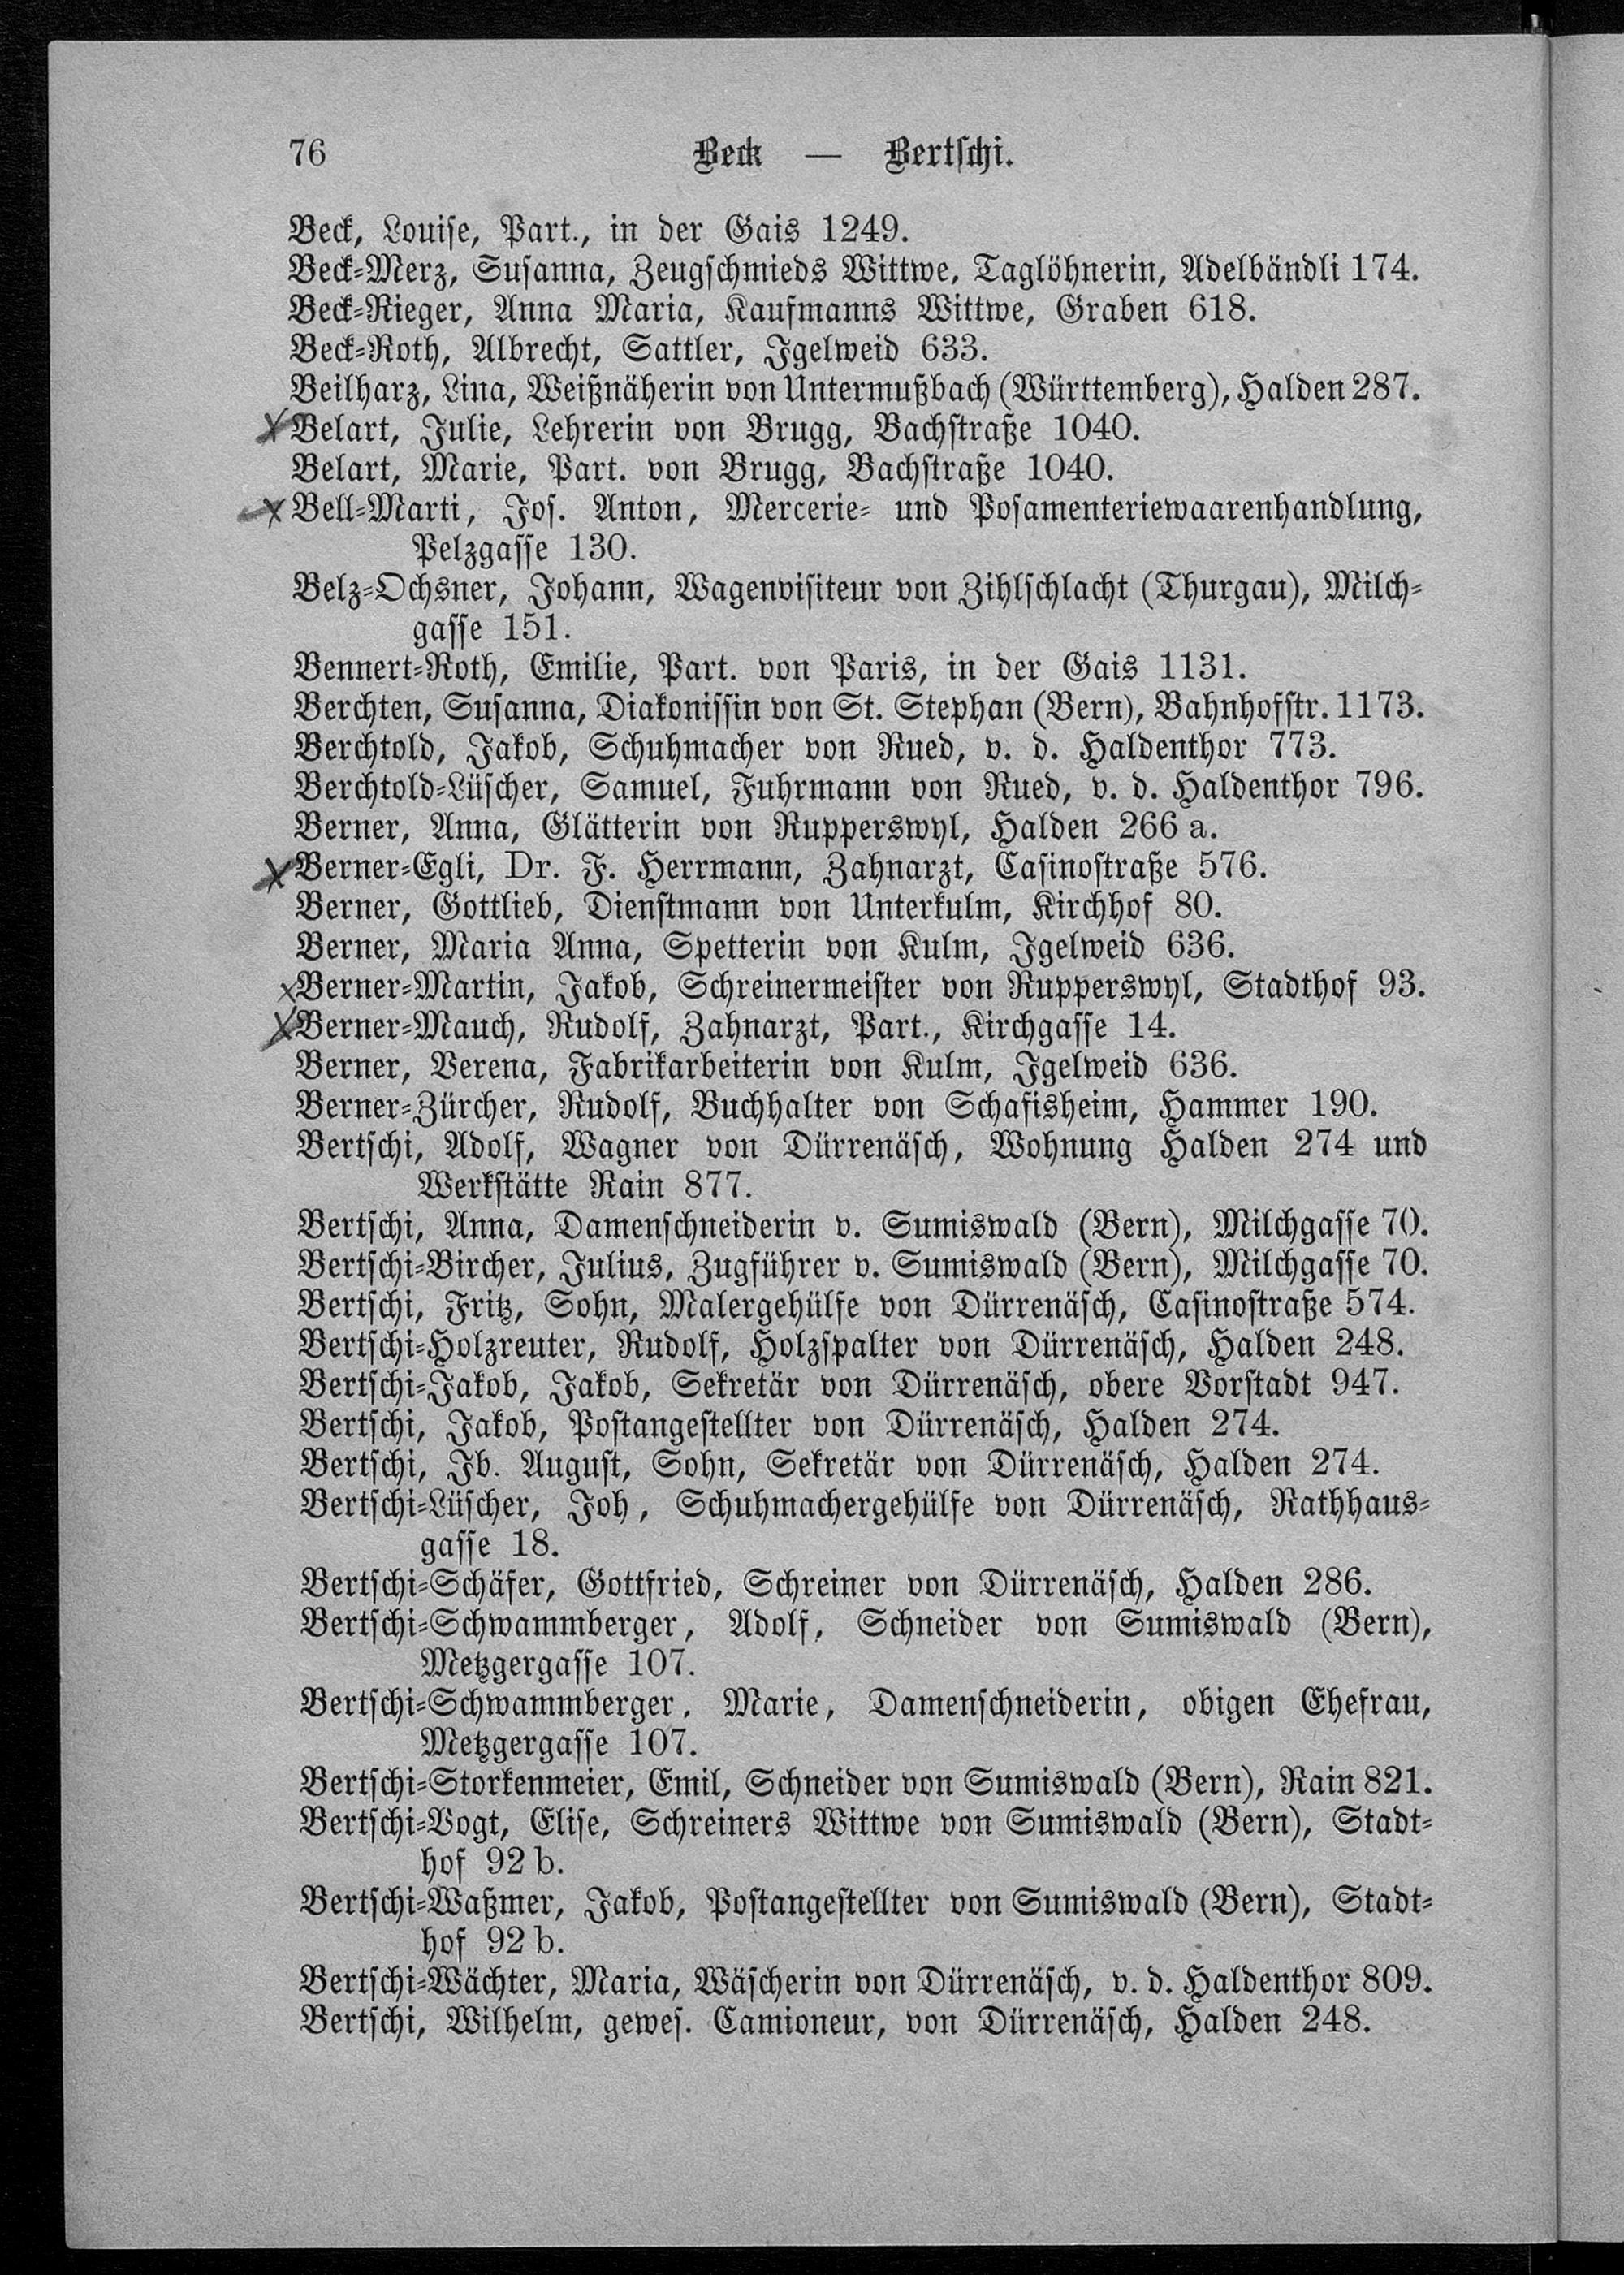 76 Beck — Bertschi.
Beck, Louise, Part., in der Gais 1249.
Beck-Merz, Susanna, Zeugschmieds Wittwe, Taglöhnerin, Adelbändli 174.
Beck-Rieger, Anna Maria, Kaufmanns Wittwe, Graben 618.
Beck-Roth, Albrecht, Sattler, Igelweid 633.
Beilharz, Lina, Weißnäherin von Untermußbach (Württemberg), Halden 287.
x Belart, Julie, Lehrerin von Brugg, Bachstraße 1040.
Belart, Marie, Part. von Brugg, Bachstraße 1040.
x Bell-Marti, Jos. Anton, Mercerie- und Posamenteriewaarenhandlung,
Pelzgasse 130.
Belz-Ochsner, Johann, Wagenvisiteur von Zihlschlacht (Thurgau), Milch-
gasse 151.
Bennert-Roth, Emilie, Part. von Paris, in der Gais 1131.
Berchten, Susanna, Diakonissin von St. Stephan (Bern), Bahnhofstr. 1173.
Berchtold, Jakob, Schuhmacher von Rued, v. d. Haldenthor 773.
Berchtold-Lüscher, Samuel, Fuhrmann von Rued, v. d. Haldenthor 796.
Berner, Anna, Glätterin von Rupperswyl, Halden 266 a.
x Berner-Egli, Dr. F. Herrmann, Zahnarzt, Casinostraße 576.
Berner, Gottlieb, Dienstmann von Unterkulm, Kirchhof 80.
Berner, Maria Anna, Spetterin von Kulm, Igelweid 636.
x Berner-Martin, Jakob, Schreinermeister von Rupperswyl, Stadthof 93.
x Berner-Mauch, Rudolf, Zahnarzt, Part., Kirchgasse 14.
Berner, Verena, Fabrikarbeiterin von Kulm, Igelweid 636.
Berner-Zürcher, Rudolf, Buchhalter von Schafisheim, Hammer 190.
Bertschi, Adolf, Wagner von Dürrenäsch, Wohnung Halden 274 und
Werkstätte Rain 877.
Bertschi, Anna, Damenschneiderin v. Sumiswald (Bern), Milchgasse 70.
Bertschi-Bircher, Julius, Zugführer v. Sumiswald (Bern), Milchgasse 70.
Bertschi, Fritz, Sohn, Malergehülfe von Dürrenäsch, Casinostraße 574.
Bertschi-Holzreuter, Rudolf, Holzspalter von Dürrenäsch, Halden 248.
Bertschi-Jakob, Jakob, Sekretär von Dürrenäsch, obere Vorstadt 947.
Bertschi, Jakob, Postangestellter von Dürrenäsch, Halden 274.
Bertschi, Jb. August, Sohn, Sekretär von Dürrenäsch, Halden 274.
Bertschi-Lüscher, Joh, Schuhmachergehülfe von Dürrenäsch, Rathhaus-
gasse 18.
Bertschi-Schäfer, Gottfried, Schreiner von Dürrenäsch, Halden 286.
Bertschi-Schwammberger, Adolf, Schneider von Sumiswald (Bern),
Metzgergasse 107.
Bertschi-Schwammberger, Marie, Damenschneiderin, obigen Ehefrau,
Metzgergasse 107.
Bertschi-Storkenmeier, Emil, Schneider von Sumiswald (Bern), Rain 821.
Bertschi-Vogt, Elise, Schreiners Wittwe von Sumiswald (Bern), Stadt-
hof 92 b.
Bertschi-Waßmer, Jakob, Postangestellter von Sumiswald (Bern), Stadt-
hof 92 b.
Bertschi-Wächter, Maria, Wäscherin von Dürrenäsch, v. d. Haldenthor 809.
Bertschi, Wilhelm, gewes. Camioneur, von Dürrenäsch, Halden 248.